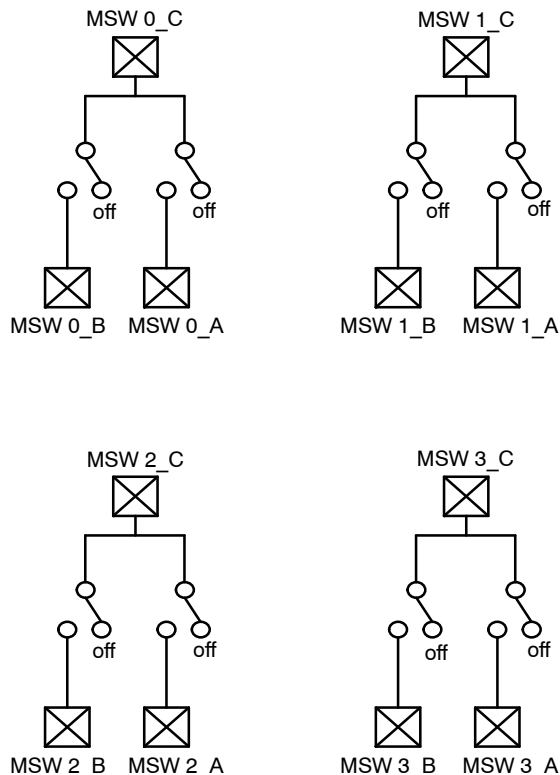 MSW 0_C
MSW 1_C
off
off
off
off
MSW 0_B
MSW 0_A
MSW 1_B
MSW 1_A
MSW 2_C
MSW 3_C
off
off
off
off
MSW 2_B
MSW 2_A
MSW 3_B
MSW 3_A